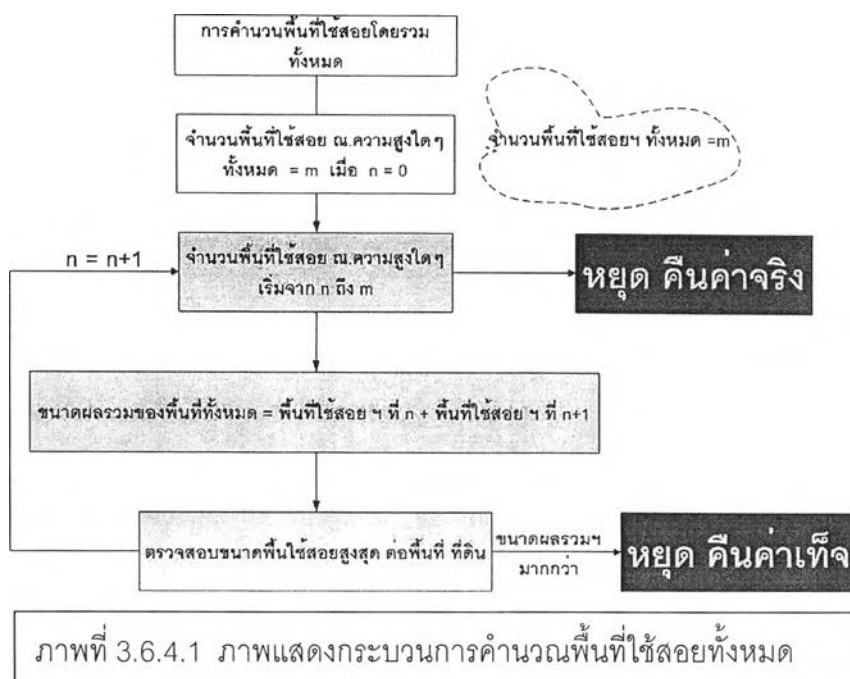 การคำนวนพื้นที่ใช้สอยโดยรวม
ทั้งหมด
จำนวนพื้นที่ใช้สอย ณ.ความสูงใดๆ
ทั้งหมด = m เมื่อ n = 0
จำนวนพื้นที่ใช้สอยฯ ทั้งหมด =m
n = n+1
จำนวนพื้นที่ใช้สอย ณ.ความสูงใดๆ
เริ่มจาก n ถึง m
หยุด คืนค่าจริง
ขนาดผลรวมของพื้นที่ทั้งหมด = พื้นที่ใช้สอย ฯ ที่ n + พื้นที่ใช้สอย ฯ ที่ n+1
ตรวจสอบขนาดพื้นใช้สอยสูงสุด ต่อพื้นที่ ที่ดิน
ขนาดผลรวมฯ
มากกว่า
หยุด คืนค่าเท็จ
ภาพที่ 3.6.4.1 ภาพแสดงกระบวนการคำนวณพื้นที่ใช้สอยทั้งหมด